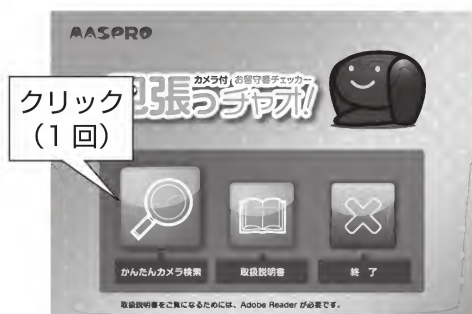 MASPRO
カメラ付 お留守番チェッカー
見張っチャオ!
クリック
(1回)
かんたんカメラ検索
取扱説明書
終 了
取扱説明書をご覧になるためには、Adobe Reader が必要です。